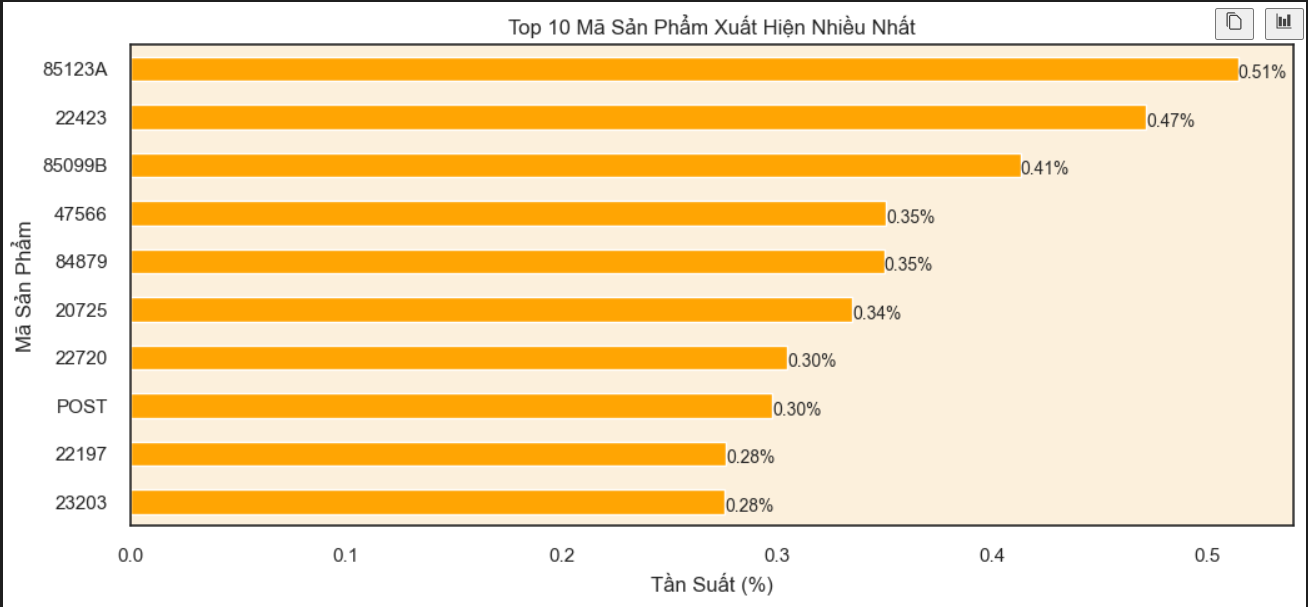 Top 10 Mã Sản Phẩm Xuất Hiện Nhiều Nhất
Mã Sản Phẩm
85123A 0.51%
22423 0.47%
85099B 0.41%
47566 0.35%
84879 0.35%
20725 0.34%
22720 0.30%
POST 0.30%
22197 0.28%
23203 0.28%
0.0 0.1 0.2 0.3 0.4 0.5
Tần Suất (%)